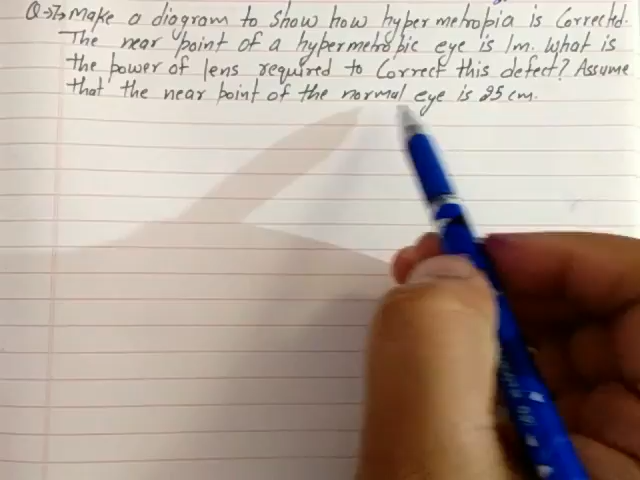 Q→7 Make a diagram to show how hypermetropia is corrected.
The near point of a hypermetropic eye is 1m. What is
the power of lens required to correct this defect? Assume
that the near point of the normal eye is 25 cm.